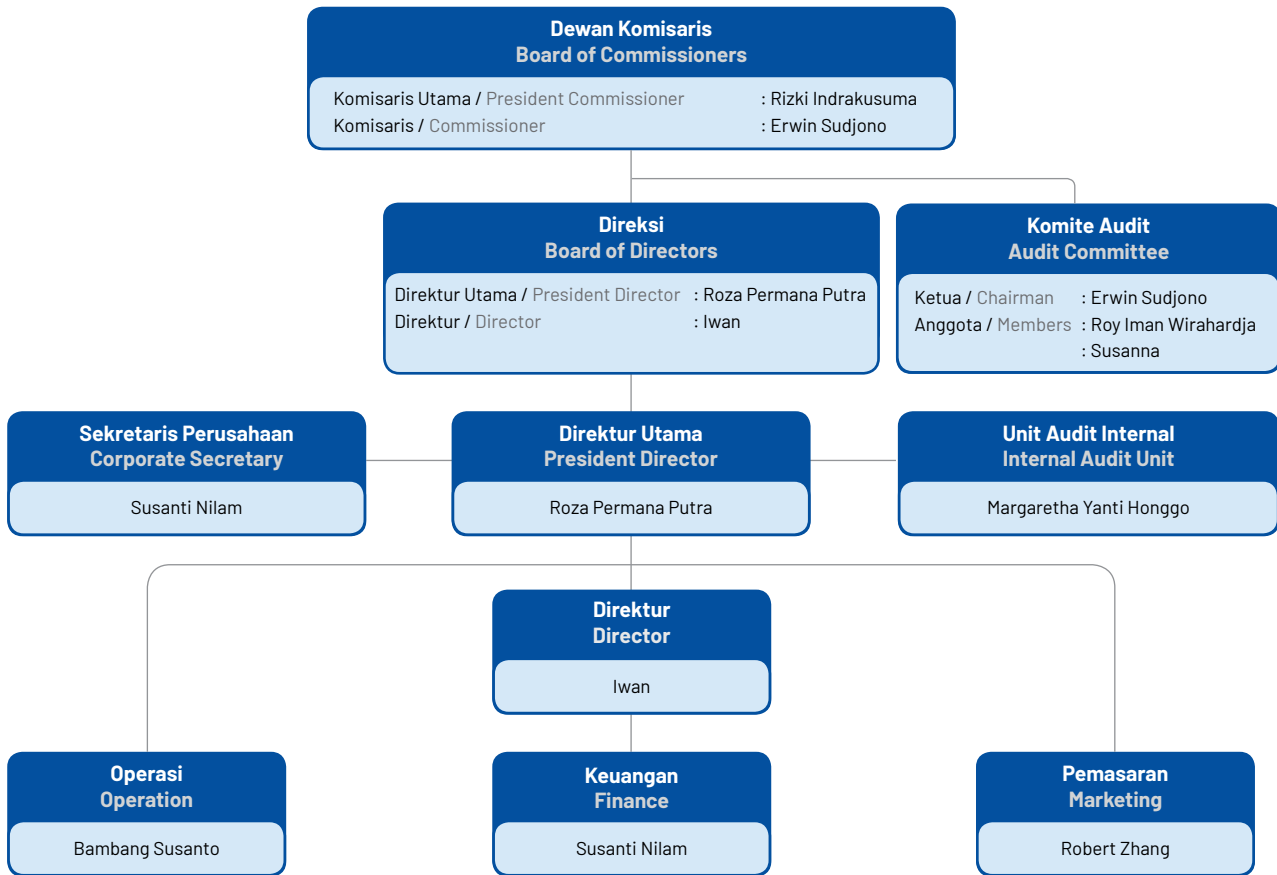 Dewan Komisaris
Board of Commissioners
Komisaris Utama / President Commissioner : Rizki Indrakusuma
Komisaris / Commissioner : Erwin Sudjono
Direksi
Board of Directors
Direktur Utama / President Director : Roza Permana Putra
Direktur / Director : Iwan
Komite Audit
Audit Committee
Ketua / Chairman : Erwin Sudjono
Anggota / Members : Roy Iman Wirahardja
: Susanna
Sekretaris Perusahaan
Corporate Secretary
Susanti Nilam
Direktur Utama
President Director
Roza Permana Putra
Unit Audit Internal
Internal Audit Unit
Margaretha Yanti Honggo
Direktur
Director
Iwan
Operasi
Operation
Bambang Susanto
Keuangan
Finance
Susanti Nilam
Pemasaran
Marketing
Robert Zhang